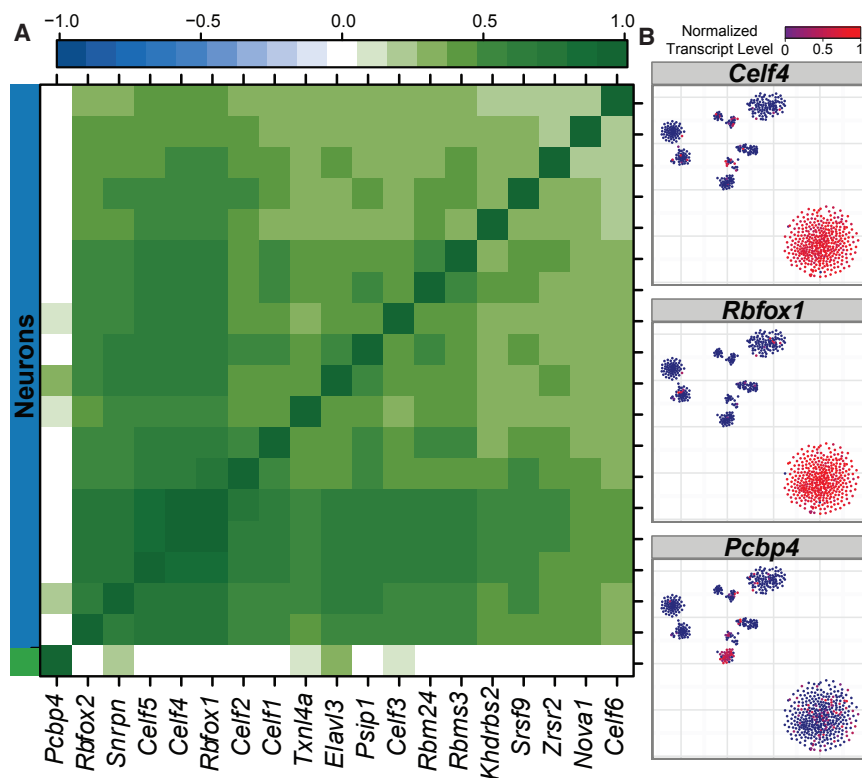 A
−1.0 −0.5 0.0 0.5 1.0
Neurons
Pcbp4 Rbfox2 Snrpn Celf5 Celf4 Rbfox1 Celf2 Celf1 Txnl4a Elavl3 Psip1 Celf3 Rbm24 Rbms3 Khdrbs2 Srsf9 Zrsr2 Nova1 Celf6
B
Normalized
Transcript Level
0 0.5 1
Celf4
Rbfox1
Pcbp4